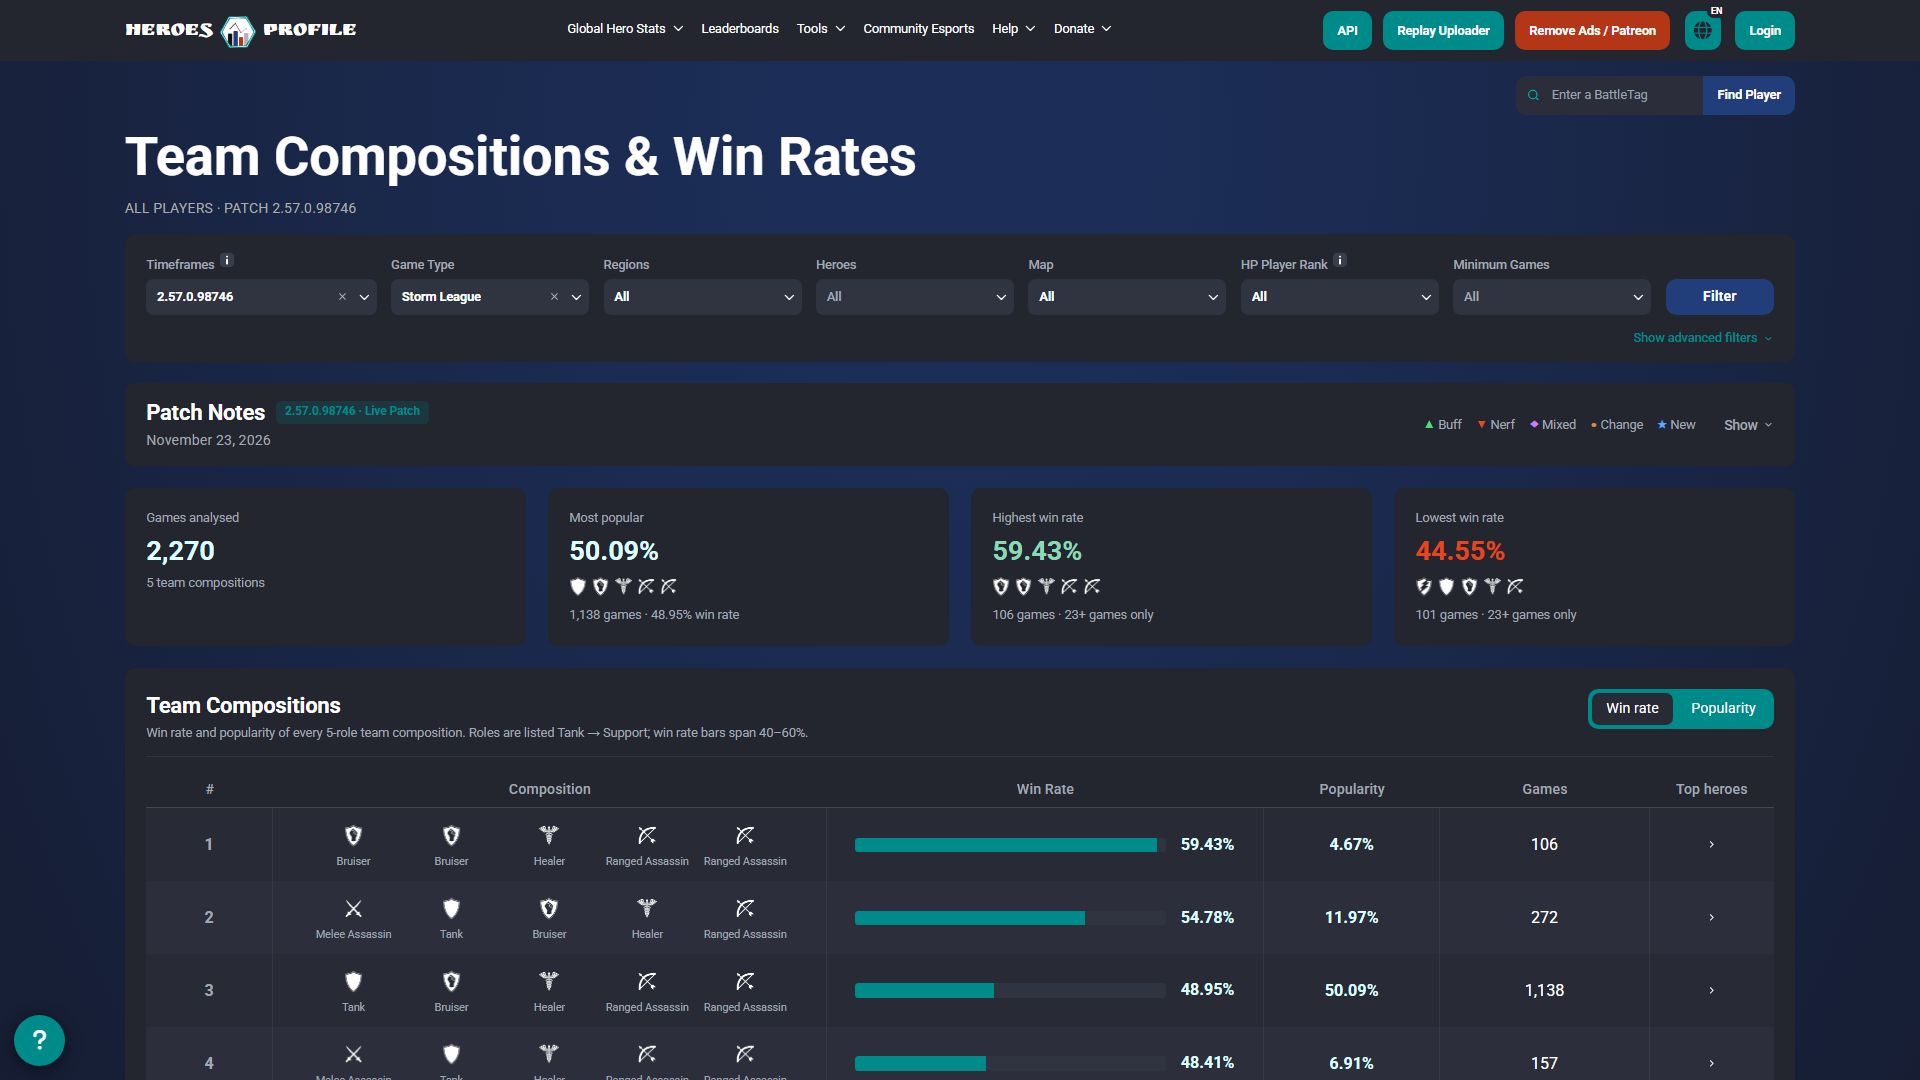 HEROES PROFILE
Global Hero Stats
Leaderboards
Tools
Community Esports
Help
Donate
API
Replay Uploader
Remove Ads / Patreon
EN
Login
Enter a BattleTag
Find Player
Team Compositions & Win Rates
ALL PLAYERS · PATCH 2.57.0.98746
Timeframes i
Game Type
Regions
Heroes
Map
HP Player Rank i
Minimum Games
2.57.0.98746 ×
Storm League ×
All
All
All
All
All
Filter
Show advanced filters
Patch Notes
2.57.0.98746 · Live Patch
November 23, 2026
Buff
Nerf
Mixed
Change
New
Show
Games analysed
2,270
5 team compositions
Most popular
50.09%
1,138 games · 48.95% win rate
Highest win rate
59.43%
106 games · 23+ games only
Lowest win rate
44.55%
101 games · 23+ games only
Team Compositions
Win rate and popularity of every 5-role team composition. Roles are listed Tank → Support; win rate bars span 40–60%.
Win rate
Popularity
# Composition Win Rate Popularity Games Top heroes
1 Bruiser Bruiser Healer Ranged Assassin Ranged Assassin 59.43% 4.67% 106
2 Melee Assassin Tank Bruiser Healer Ranged Assassin 54.78% 11.97% 272
3 Tank Bruiser Healer Ranged Assassin Ranged Assassin 48.95% 50.09% 1,138
4 Melee Assassin Tank Healer Ranged Assassin Ranged Assassin 48.41% 6.91% 157
?